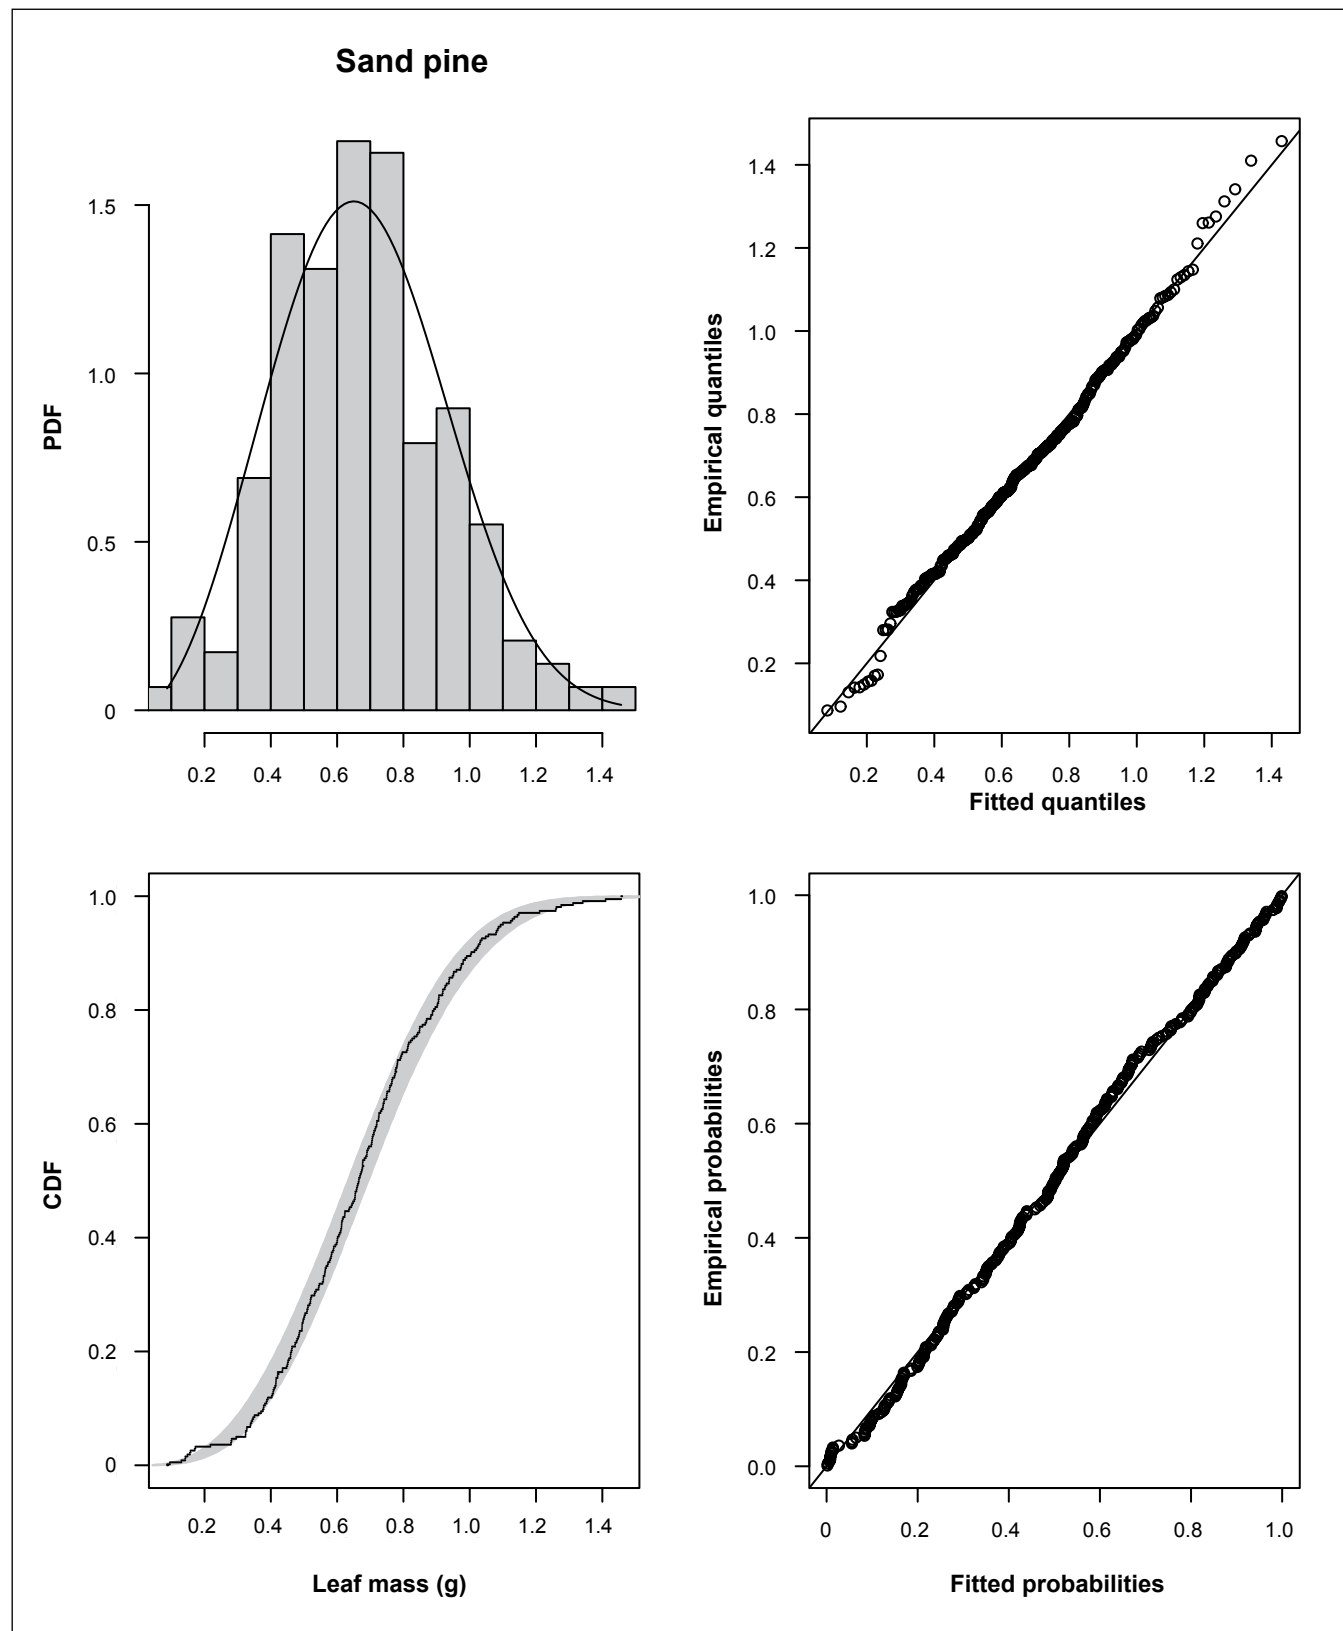 Sand pine
PDF
1.5
1.0
0.5
0
0.2 0.4 0.6 0.8 1.0 1.2 1.4
Empirical quantiles
1.4
1.2
1.0
0.8
0.6
0.4
0.2
0.2 0.4 0.6 0.8 1.0 1.2 1.4
Fitted quantiles
CDF
1.0
0.8
0.6
0.4
0.2
0
0.2 0.4 0.6 0.8 1.0 1.2 1.4
Leaf mass (g)
Empirical probabilities
1.0
0.8
0.6
0.4
0.2
0.0
0 0.2 0.4 0.6 0.8 1.0
Fitted probabilities